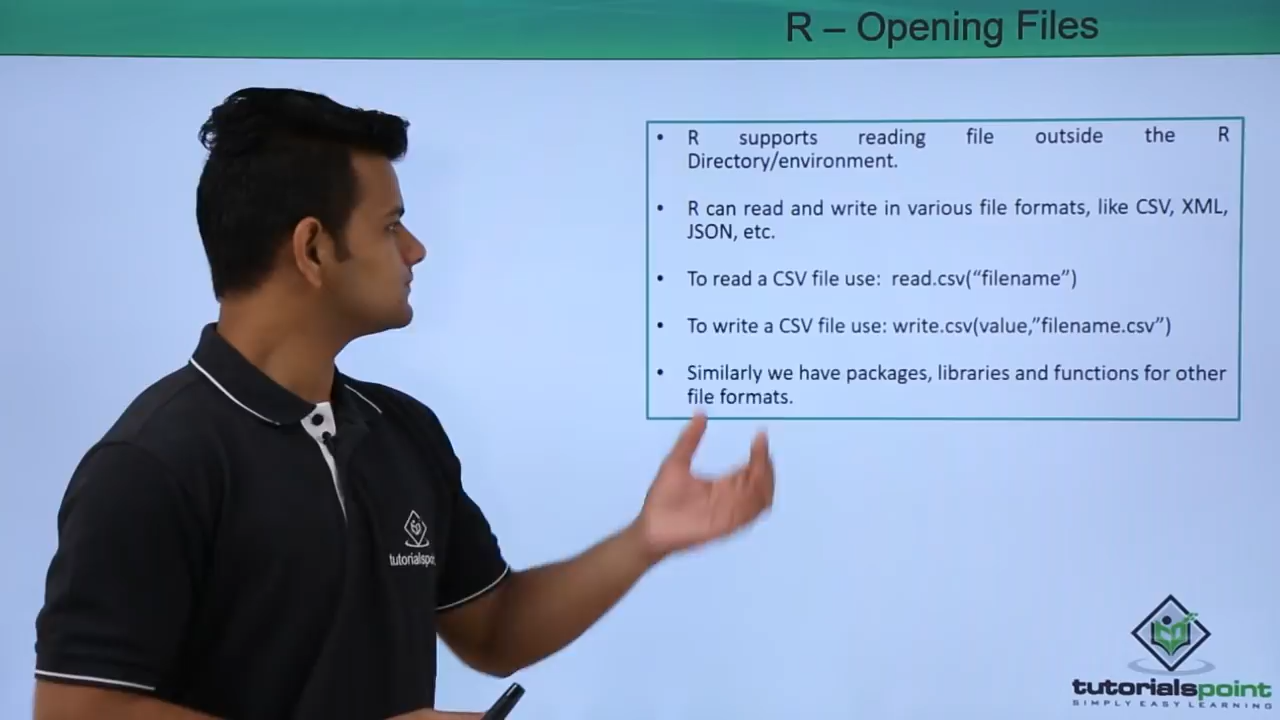 R – Opening Files
• R supports reading file outside the R
Directory/environment.
• R can read and write in various file formats, like CSV, XML,
JSON, etc.
• To read a CSV file use: read.csv(“filename”)
• To write a CSV file use: write.csv(value,”filename.csv”)
• Similarly we have packages, libraries and functions for other
file formats.
tutorialspoi
tutorialspoint
SIMPLY EASY LEARNING